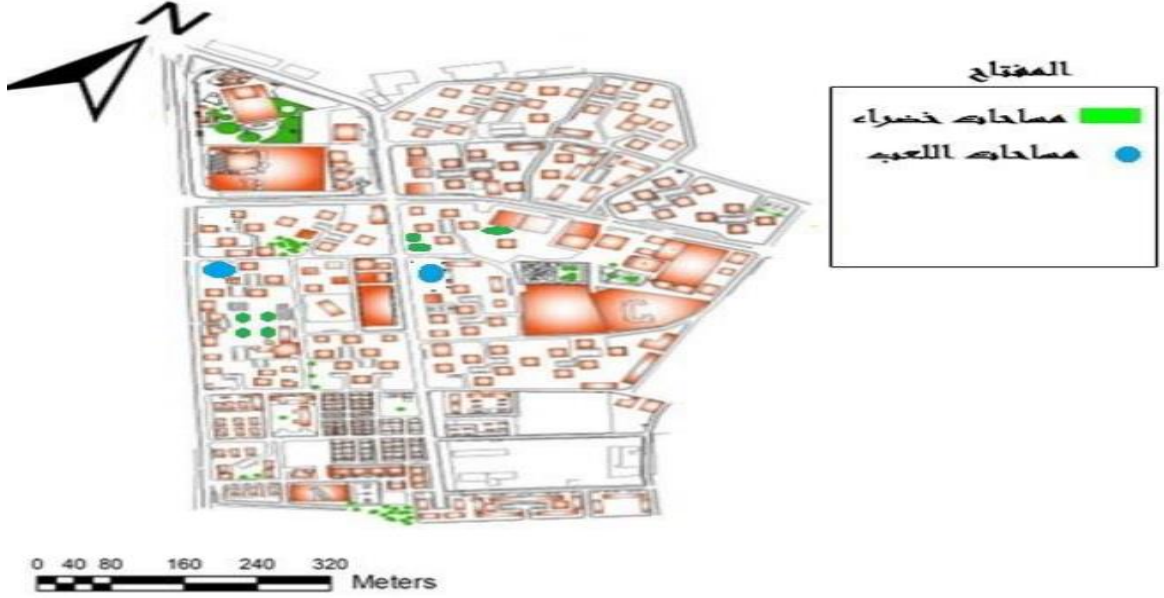 N
المفتاح
مساحات خضراء
مساحات اللعب
0 40 80 160 240 320
Meters